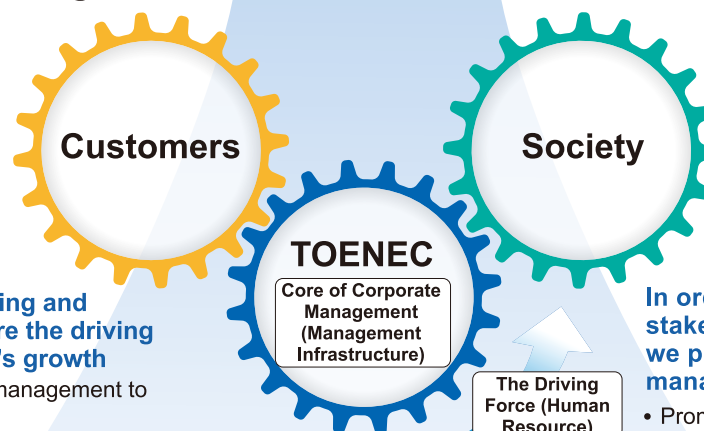 Customers
Society
TOENEC
Core of Corporate
Management
(Management
Infrastructure)
ing and
re the driving
's growth
management to
The Driving
Force (Human
Resource)
In
stake
we
mana
• Pron